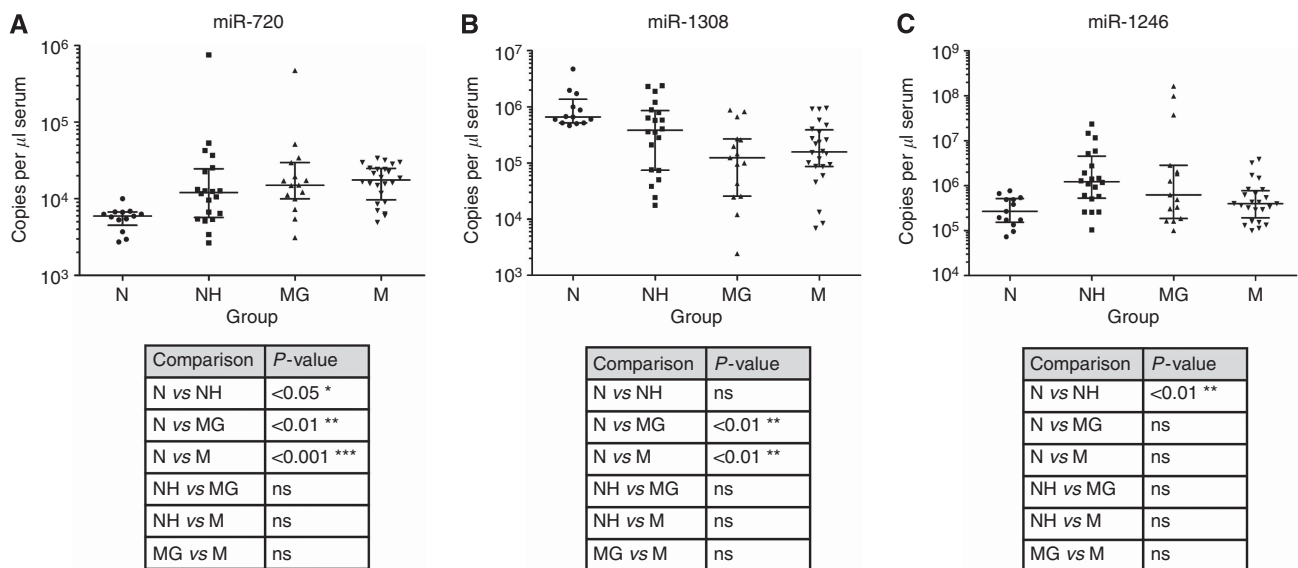 A
miR-720
Copies per µl serum
10⁶
10⁵
10⁴
10³
N NH MG M
Group
Comparison P-value
N vs NH <0.05 *
N vs MG <0.01 **
N vs M <0.001 ***
NH vs MG ns
NH vs M ns
MG vs M ns
B
miR-1308
Copies per µl serum
10⁷
10⁶
10⁵
10⁴
10³
N NH MG M
Group
Comparison P-value
N vs NH ns
N vs MG <0.01 **
N vs M <0.01 **
NH vs MG ns
NH vs M ns
MG vs M ns
C
miR-1246
Copies per µl serum
10⁹
10⁸
10⁷
10⁶
10⁵
10⁴
N NH MG M
Group
Comparison P-value
N vs NH <0.01 **
N vs MG ns
N vs M ns
NH vs MG ns
NH vs M ns
MG vs M ns